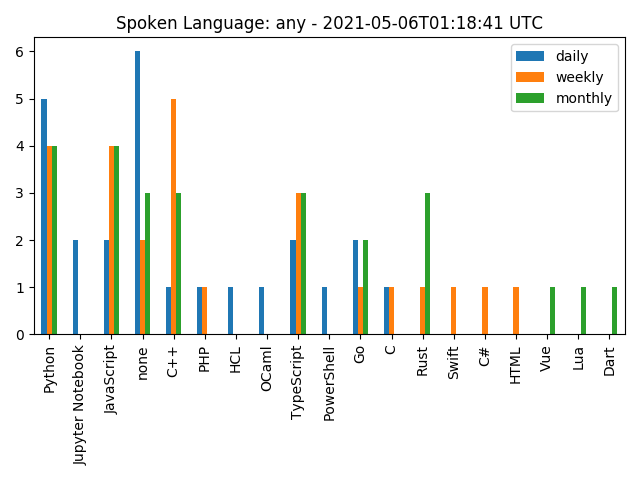 Spoken Language: any - 2021-05-06T01:18:41 UTC
daily
weekly
monthly
6
5
4
3
2
1
0
Python
Jupyter Notebook
JavaScript
none
C++
PHP
HCL
OCaml
TypeScript
PowerShell
Go
C
Rust
Swift
C#
HTML
Vue
Lua
Dart